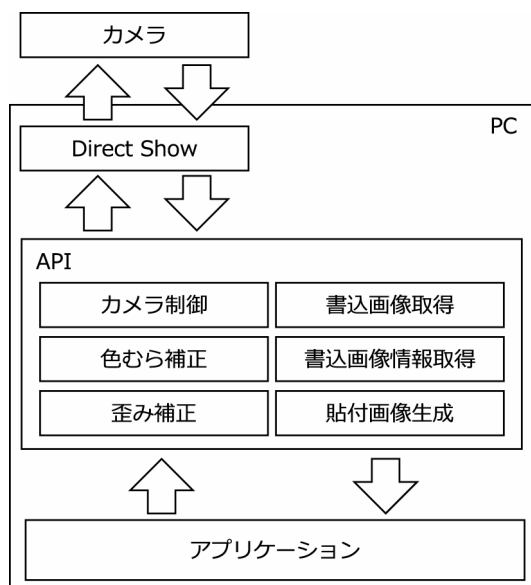 カメラ
PC
Direct Show
API
カメラ制御
書込画像取得
色むら補正
書込画像情報取得
歪み補正
貼付画像生成
アプリケーション